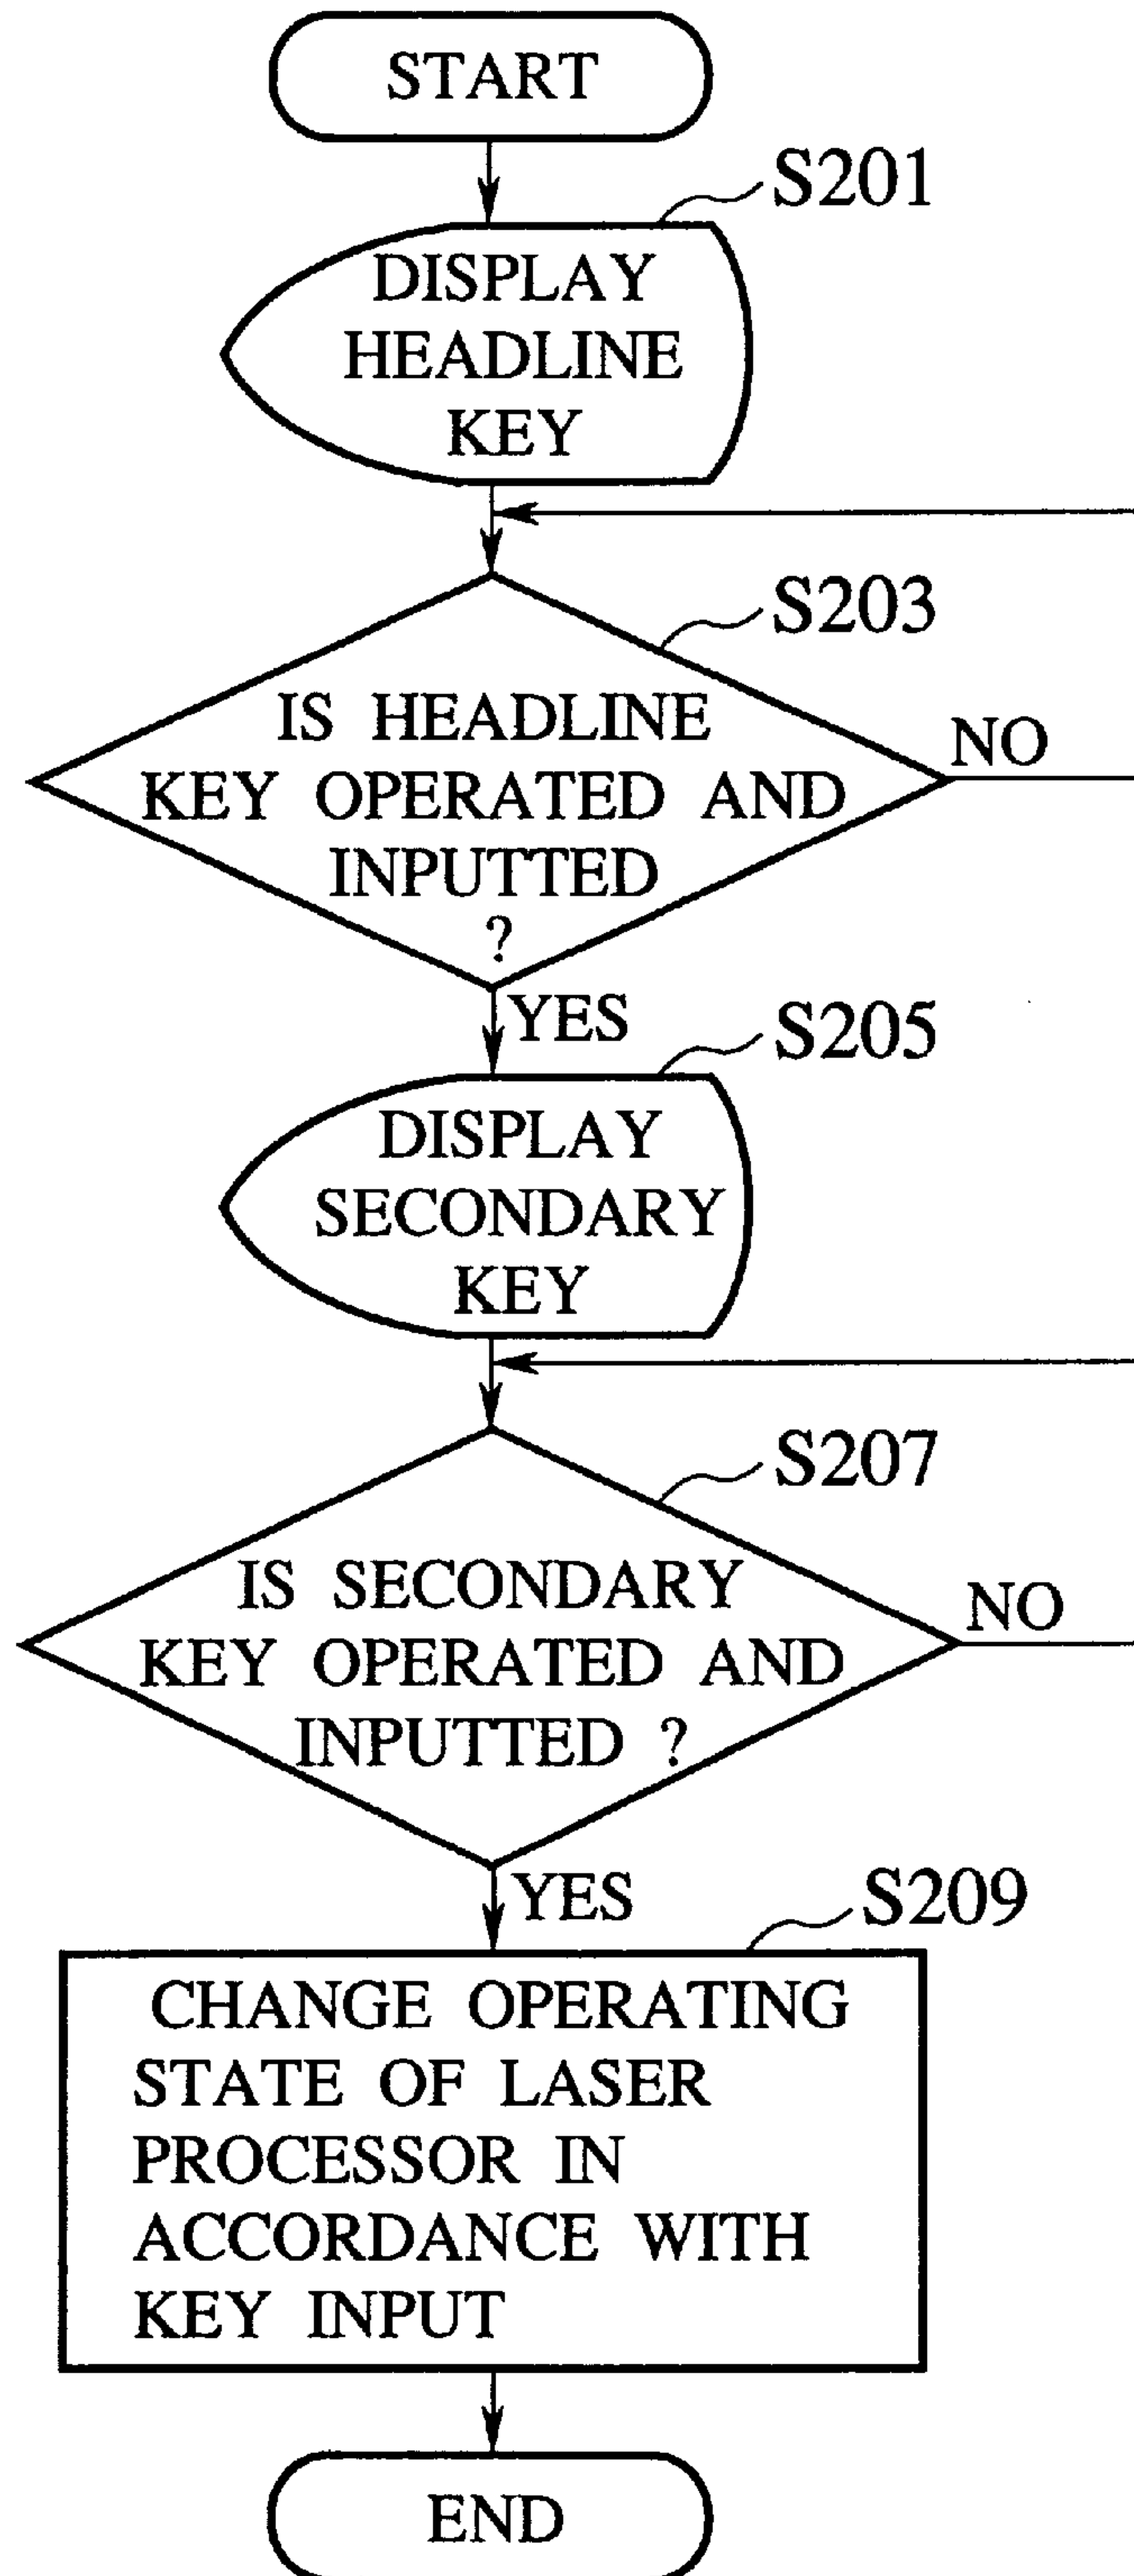 START
S201
DISPLAY
HEADLINE
KEY
S203
IS HEADLINE
KEY OPERATED AND
INPUTTED
?
NO
YES
S205
DISPLAY
SECONDARY
KEY
S207
IS SECONDARY
KEY OPERATED AND
INPUTTED ?
NO
YES
S209
CHANGE OPERATING
STATE OF LASER
PROCESSOR IN
ACCORDANCE WITH
KEY INPUT
END